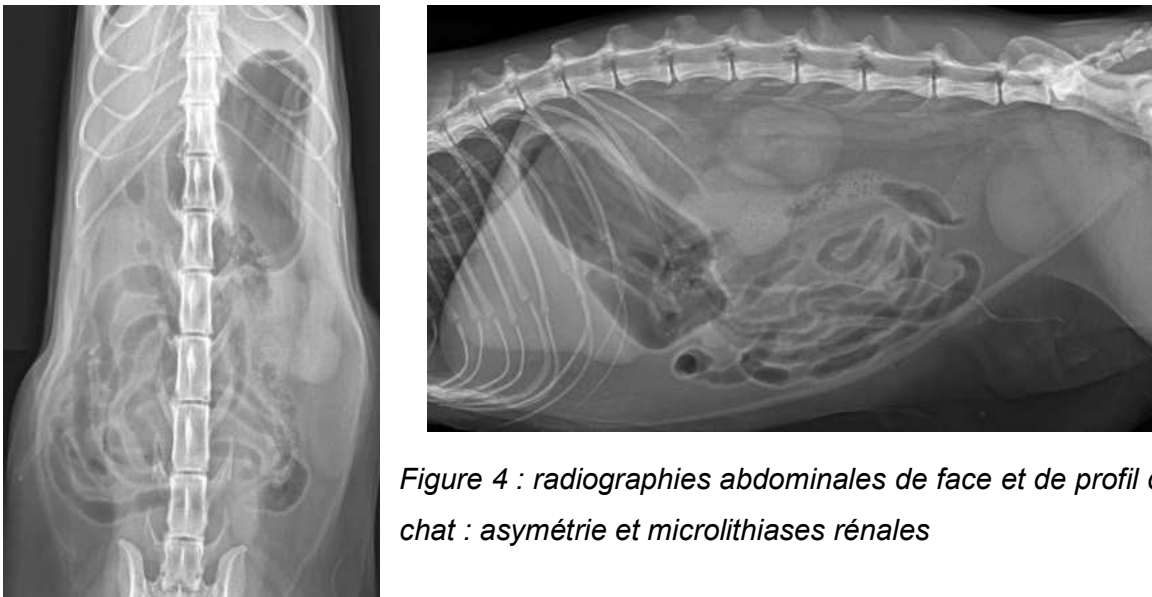 Figure 4 : radiographies abdominales de face et de profil
chat : asymétrie et microlithiases rénales